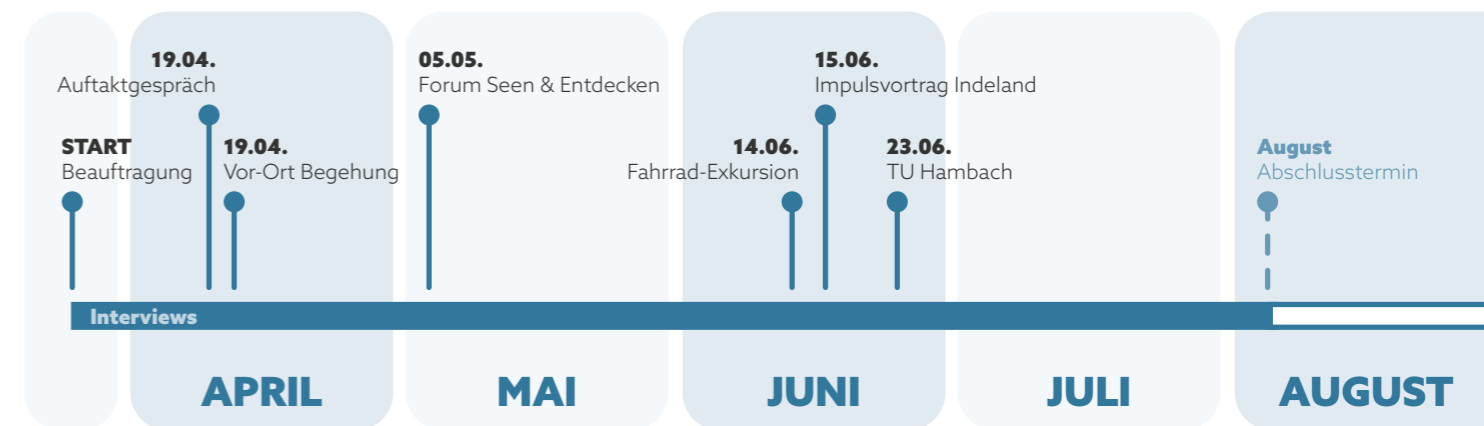 START
Beauftragung
19.04.
Auftaktgespräch
19.04.
Vor-Ort Begehung
05.05.
Forum Seen & Entdecken
14.06.
Fahrrad-Exkursion
15.06.
Impulsvortrag Indeland
23.06.
TU Hambach
August
Abschlusstermin
Interviews
APRIL
MAI
JUNI
JULI
AUGUST